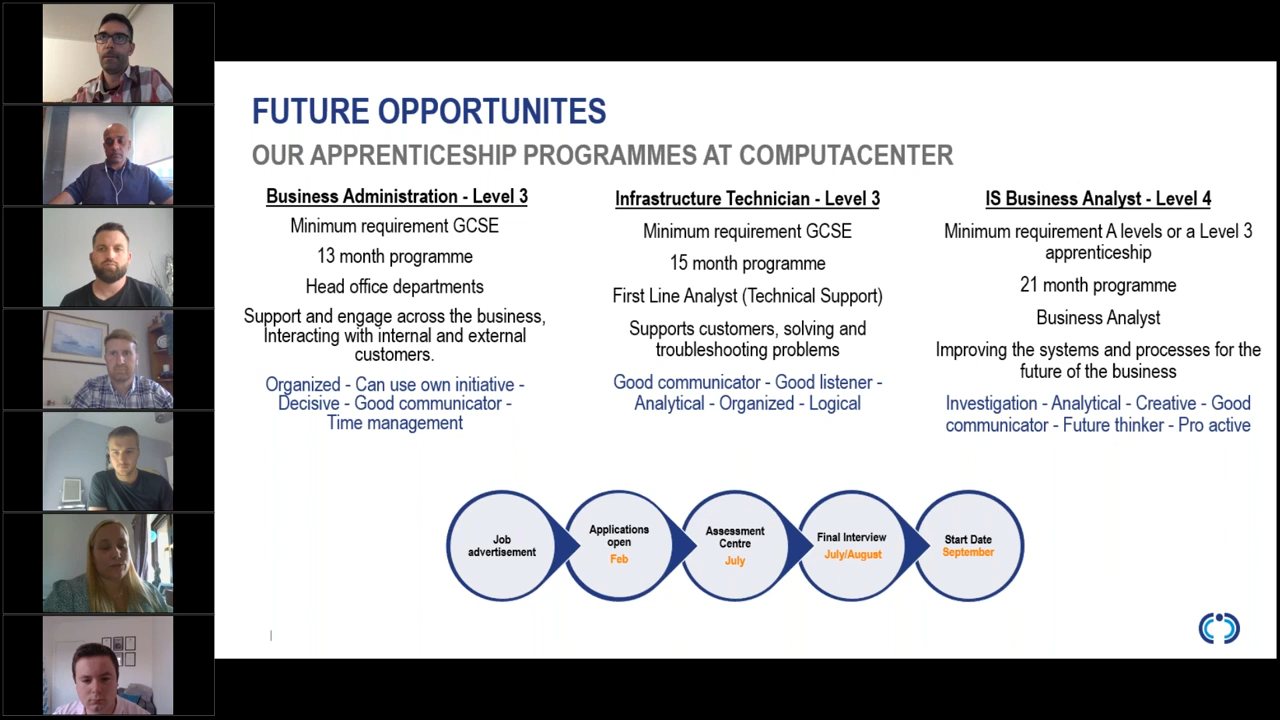 FUTURE OPPORTUNITES
OUR APPRENTICESHIP PROGRAMMES AT COMPUTACENTER
Business Administration - Level 3
Minimum requirement GCSE
13 month programme
Head office departments
Support and engage across the business,
Interacting with internal and external
customers.
Organized - Can use own initiative -
Decisive - Good communicator -
Time management
Infrastructure Technician - Level 3
Minimum requirement GCSE
15 month programme
First Line Analyst (Technical Support)
Supports customers, solving and
troubleshooting problems
Good communicator - Good listener -
Analytical - Organized - Logical
IS Business Analyst - Level 4
Minimum requirement A levels or a Level 3
apprenticeship
21 month programme
Business Analyst
Improving the systems and processes for the
future of the business
Investigation - Analytical - Creative - Good
communicator - Future thinker - Pro active
Job
advertisement
Applications
open
Feb
Assessment
Centre
July
Final Interview
July/August
Start Date
September